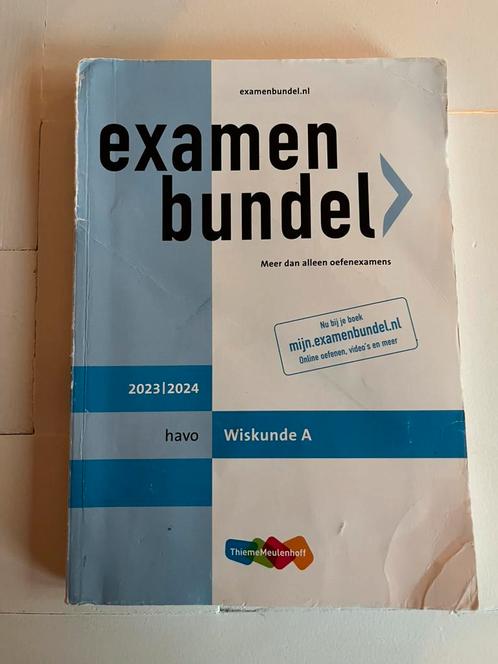 examenbundel.nl
examen
bundel
Meer dan alleen oefenexamens
Nu bij je boek
mijn.examenbundel.nl
Online oefenen, video's en meer
2023|2024
havo Wiskunde A
ThiemeMeulenhoff